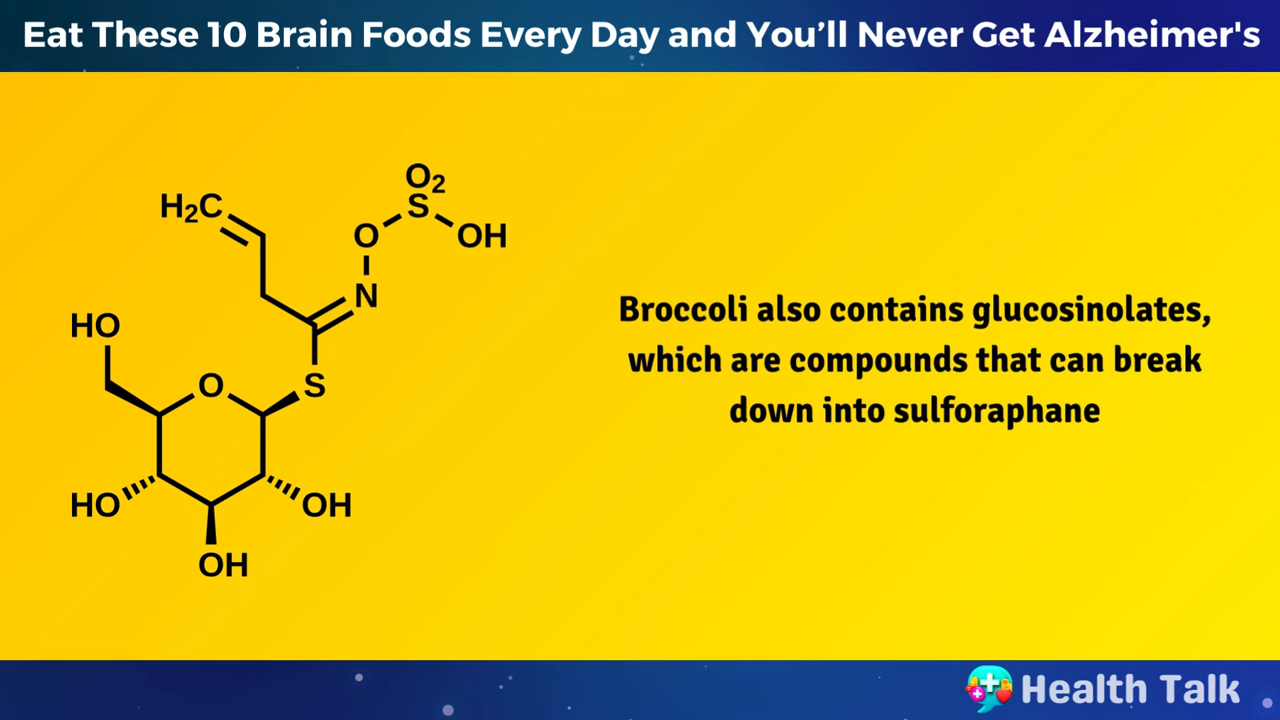 Eat These 10 Brain Foods Every Day and You’ll Never Get Alzheimer's
O2
H2C
S
O
OH
N
HO
O
S
HO
OH
OH
Broccoli also contains glucosinolates,
which are compounds that can break
down into sulforaphane
Health Talk